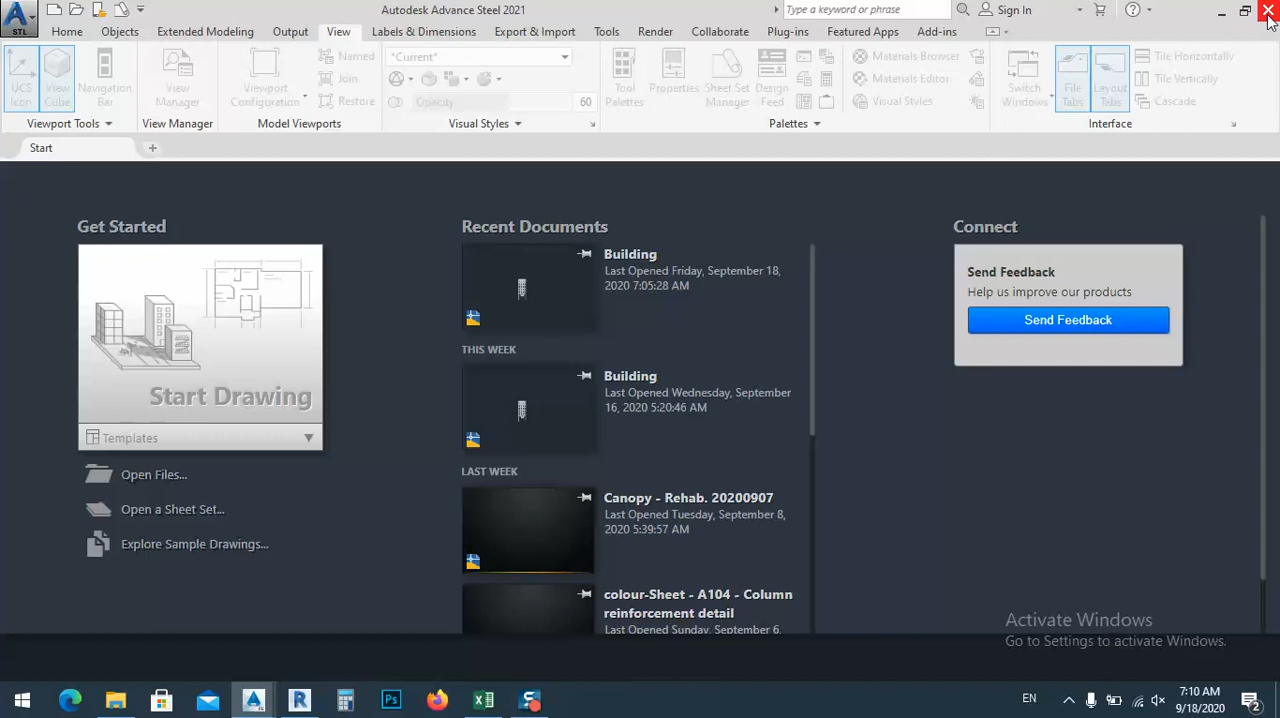 Autodesk Advance Steel 2021
Type a keyword or phrase
Sign In
STL
Home
Objects
Extended Modeling
Output
View
Labels & Dimensions
Export & Import
Tools
Render
Collaborate
Plug-ins
Featured Apps
Add-ins
UCS
Icon
View
Cube
Navigation
Bar
View
Manager
Viewport
Configuration
Named
Join
Restore
*Current*
Opacity
60
Tool
Palettes
Properties
Sheet Set
Manager
Design
Feed
Materials Browser
Materials Editor
Visual Styles
Switch
Windows
File
Tabs
Layout
Tabs
Tile Horizontally
Tile Vertically
Cascade
Viewport Tools
View Manager
Model Viewports
Visual Styles
Palettes
Interface
Start
Get Started
Start Drawing
Templates
Open Files...
Open a Sheet Set...
Explore Sample Drawings...
Recent Documents
Building
Last Opened Friday, September 18,
2020 7:05:28 AM
THIS WEEK
Building
Last Opened Wednesday, September
16, 2020 5:20:46 AM
LAST WEEK
Canopy - Rehab. 20200907
Last Opened Tuesday, September 8,
2020 5:39:57 AM
colour-Sheet - A104 - Column
reinforcement detail
Last Opened Sunday, September 6,
Connect
Send Feedback
Help us improve our products
Send Feedback
Activate Windows
Go to Settings to activate Windows.
EN
7:10 AM
9/18/2020
2